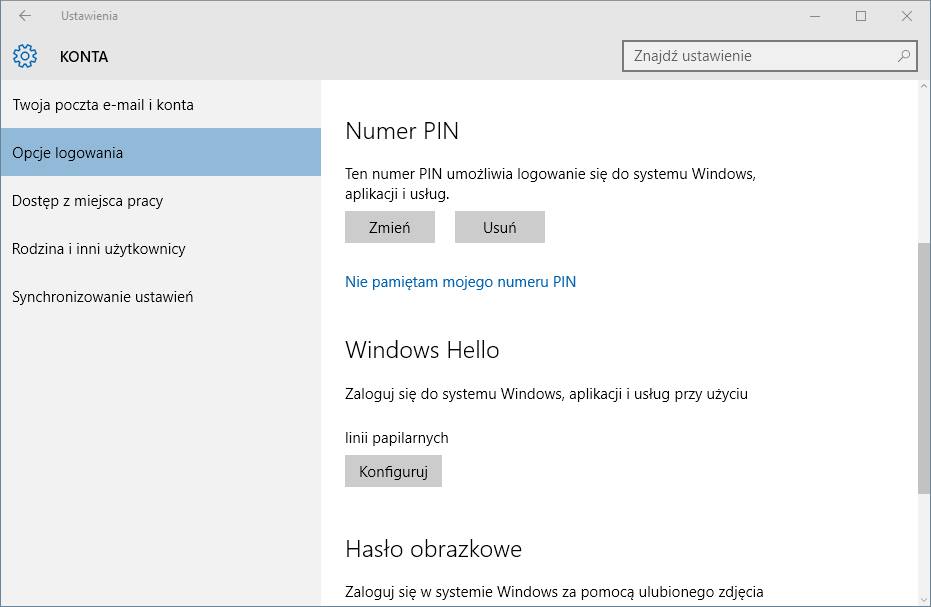 Ustawienia
KONTA
Znajdź ustawienie
Twoja poczta e-mail i konta
Opcje logowania
Dostęp z miejsca pracy
Rodzina i inni użytkownicy
Synchronizowanie ustawień
Numer PIN
Ten numer PIN umożliwia logowanie się do systemu Windows,
aplikacji i usług.
Zmień
Usuń
Nie pamiętam mojego numeru PIN
Windows Hello
Zaloguj się do systemu Windows, aplikacji i usług przy użyciu
linii papilarnych
Konfiguruj
Hasło obrazkowe
Zaloguj się w systemie Windows za pomocą ulubionego zdjęcia